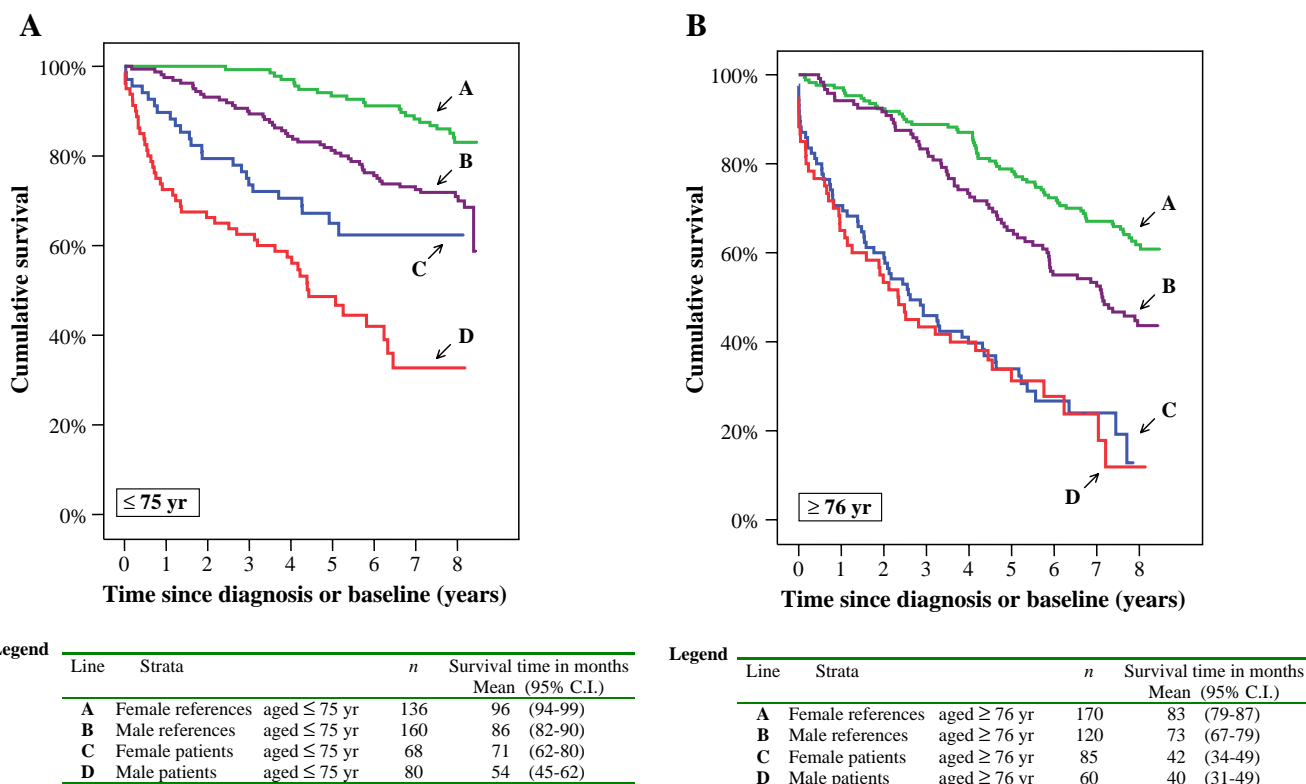 A
100%
80%
60%
40%
20%
0%
Cumulative survival
A
B
C
D
≤ 75 yr
0 1 2 3 4 5 6 7 8
Time since diagnosis or baseline (years)
Legend
Line Strata n Survival time in months
Mean (95% C.I.)
A Female references aged ≤ 75 yr 136 96 (94-99)
B Male references aged ≤ 75 yr 160 86 (82-90)
C Female patients aged ≤ 75 yr 68 71 (62-80)
D Male patients aged ≤ 75 yr 80 54 (45-62)
B
100%
80%
60%
40%
20%
0%
Cumulative survival
A
B
C
D
≥ 76 yr
0 1 2 3 4 5 6 7 8
Time since diagnosis or baseline (years)
Legend
Line Strata n Survival time in months
Mean (95% C.I.)
A Female references aged ≥ 76 yr 170 83 (79-87)
B Male references aged ≥ 76 yr 120 73 (67-79)
C Female patients aged ≥ 76 yr 85 42 (34-49)
D Male patients aged ≥ 76 yr 60 40 (31-49)